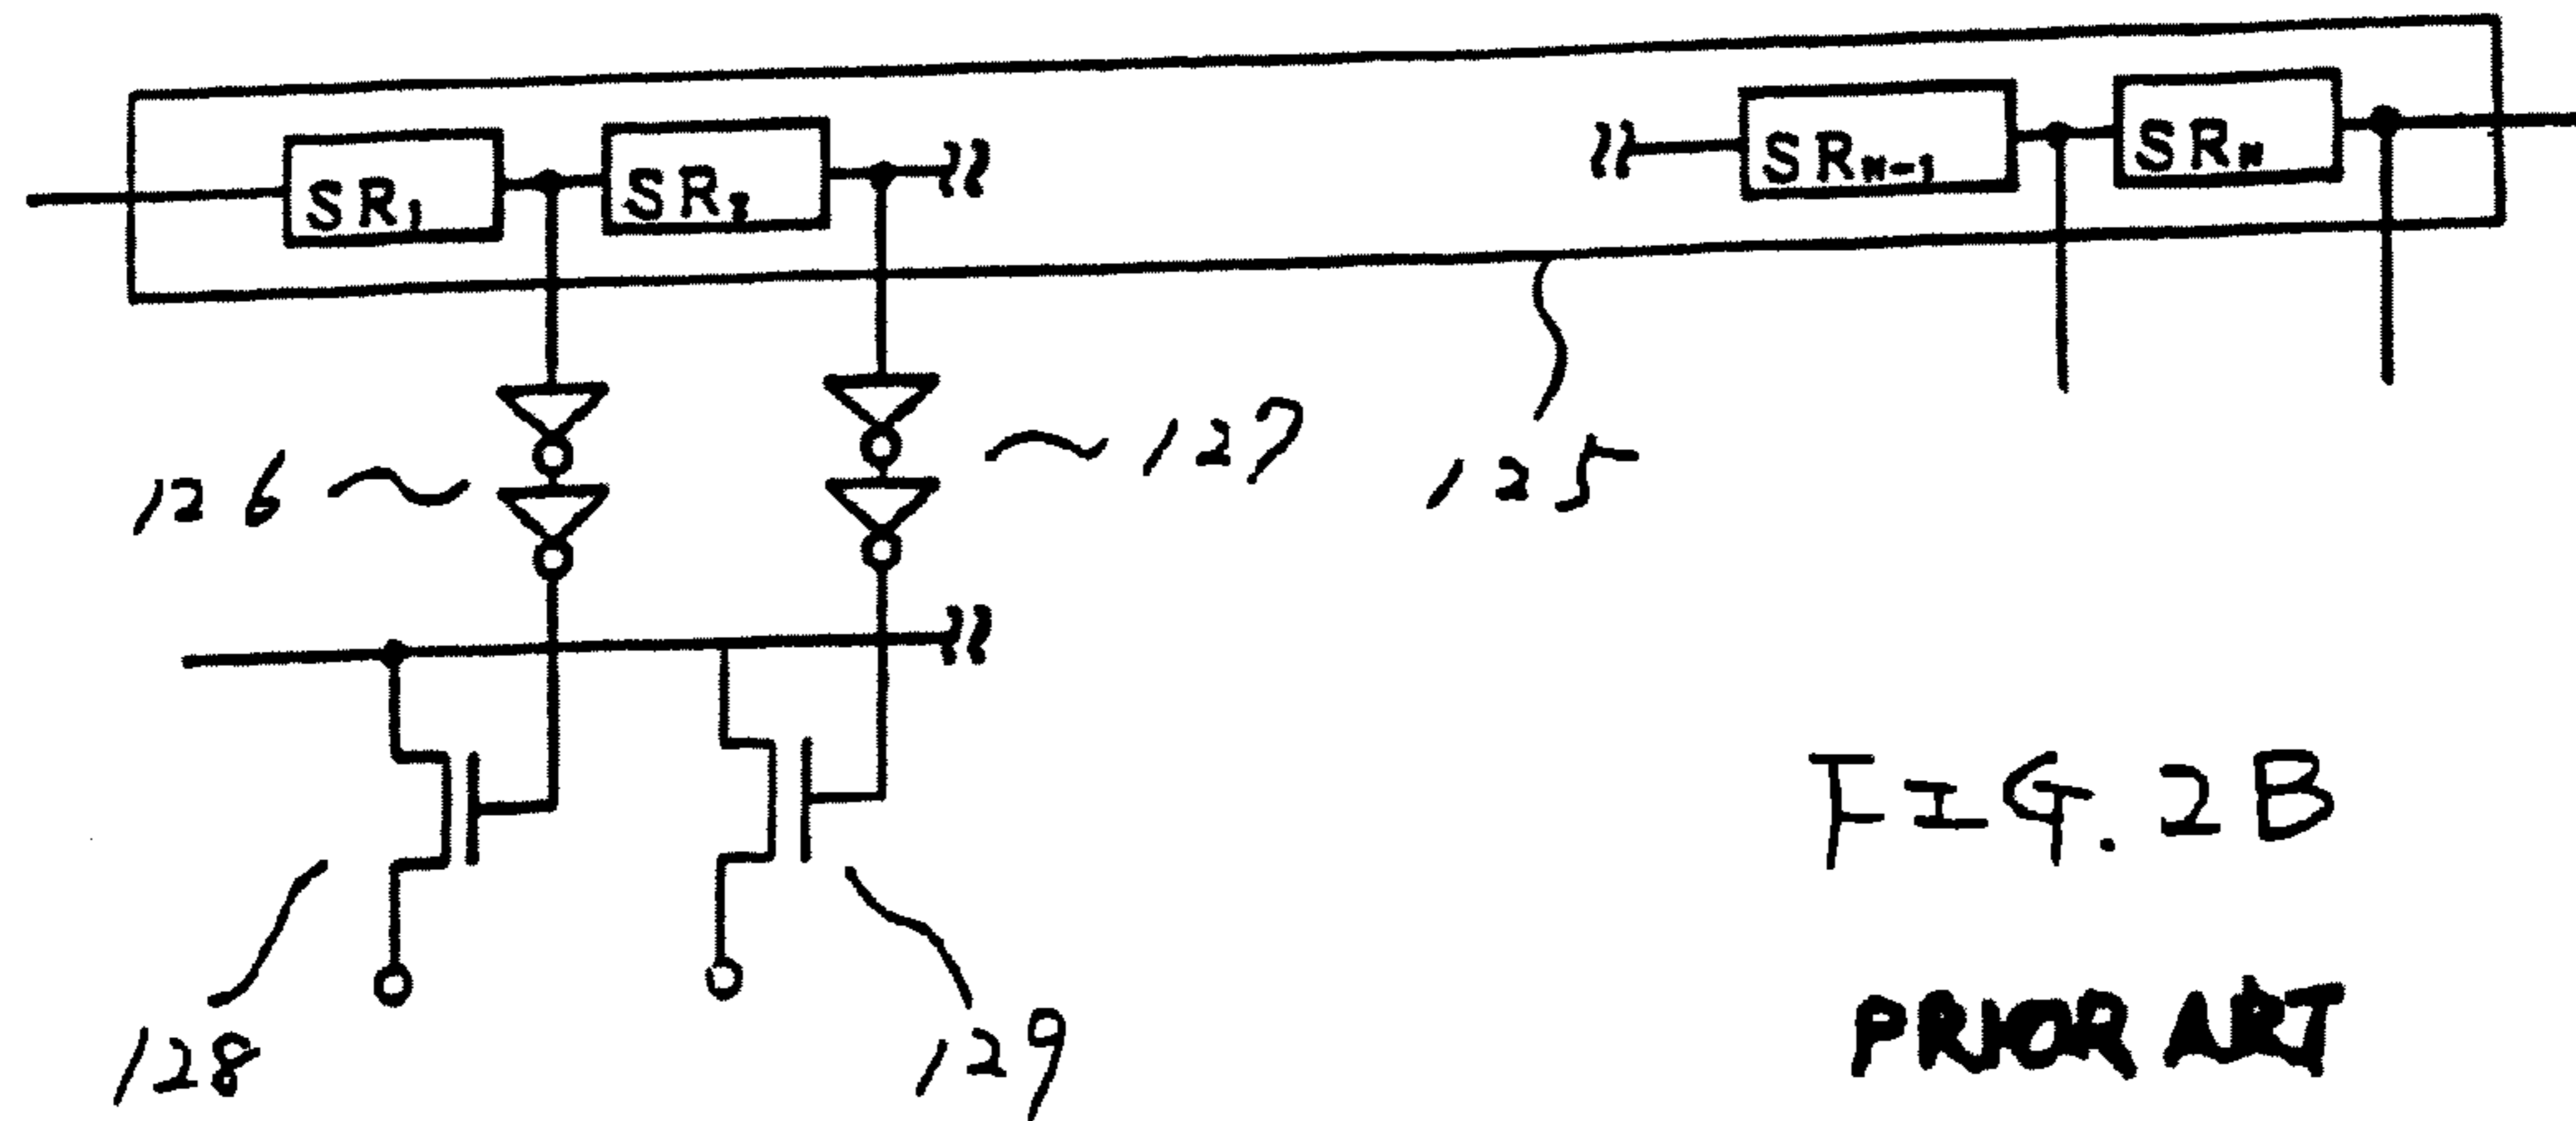 SR₁
SR₂
SRN-1
SRN
126
127
125
128
129
FIG. 2B
PRIOR ART